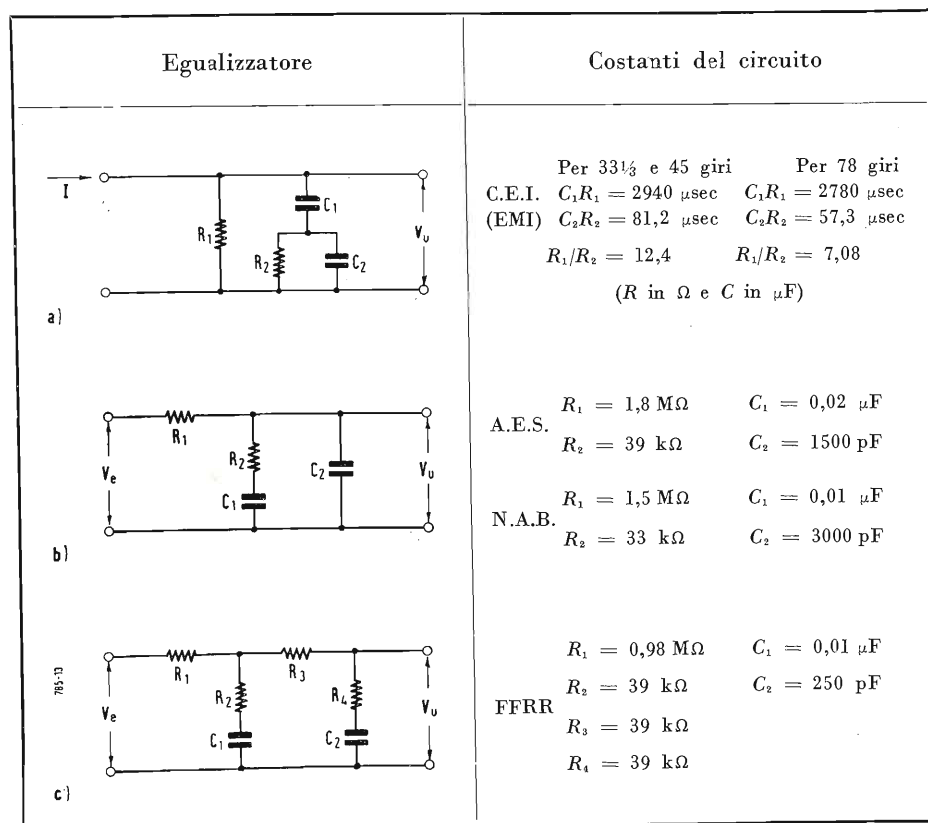 Egualizzatore
Costanti del circuito
I
R₁
C₁
R₂
C₂
Vᵤ
a)
Per 33⅓ e 45 giri Per 78 giri
C.E.I. C₁R₁ = 2940 μsec C₁R₁ = 2780 μsec
(EMI) C₂R₂ = 81,2 μsec C₂R₂ = 57,3 μsec
R₁/R₂ = 12,4 R₁/R₂ = 7,08
(R in Ω e C in μF)
R₁
Vₑ
R₂
C₁
C₂
Vᵤ
b)
A.E.S.
R₁ = 1,8 MΩ C₁ = 0,02 μF
R₂ = 39 kΩ C₂ = 1500 pF
N.A.B.
R₁ = 1,5 MΩ C₁ = 0,01 μF
R₂ = 33 kΩ C₂ = 3000 pF
785-13
R₁
R₃
Vₑ
R₂
R₄
C₁
C₂
Vᵤ
c)
FFRR
R₁ = 0,98 MΩ C₁ = 0,01 μF
R₂ = 39 kΩ C₂ = 250 pF
R₃ = 39 kΩ
R₄ = 39 kΩ